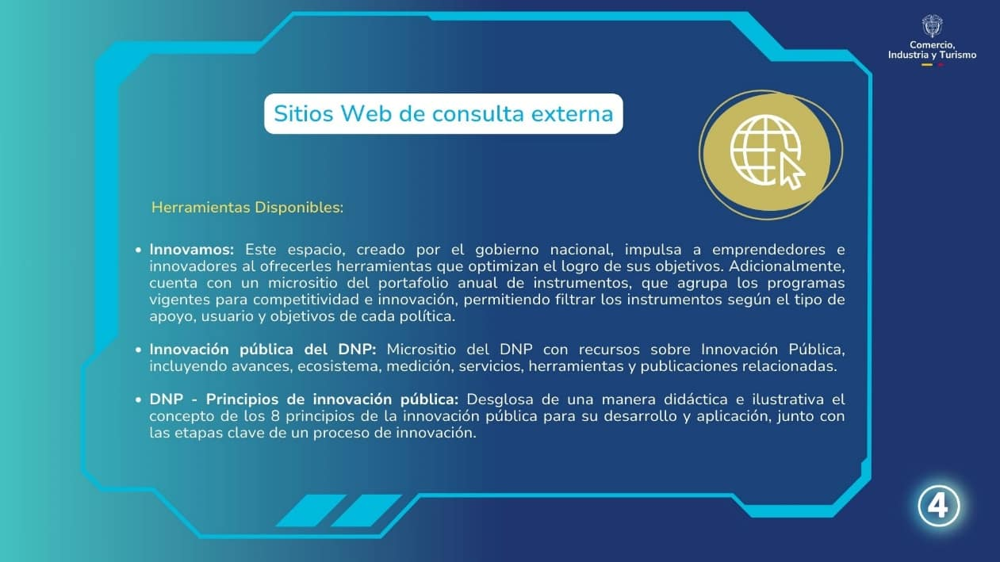 Comercio,
Industria y Turismo
Sitios Web de consulta externa
Herramientas Disponibles:
• Innovamos: Este espacio, creado por el gobierno nacional, impulsa a emprendedores e
innovadores al ofrecerles herramientas que optimizan el logro de sus objetivos. Adicionalmente,
cuenta con un micrositio del portafolio anual de instrumentos, que agrupa los programas
vigentes para competitividad e innovación, permitiendo filtrar los instrumentos según el tipo de
apoyo, usuario y objetivos de cada política.
• Innovación pública del DNP: Micrositio del DNP con recursos sobre Innovación Pública,
incluyendo avances, ecosistema, medición, servicios, herramientas y publicaciones relacionadas.
• DNP - Principios de innovación pública: Desglosa de una manera didáctica e ilustrativa el
concepto de los 8 principios de la innovación pública para su desarrollo y aplicación, junto con
las etapas clave de un proceso de innovación.
4